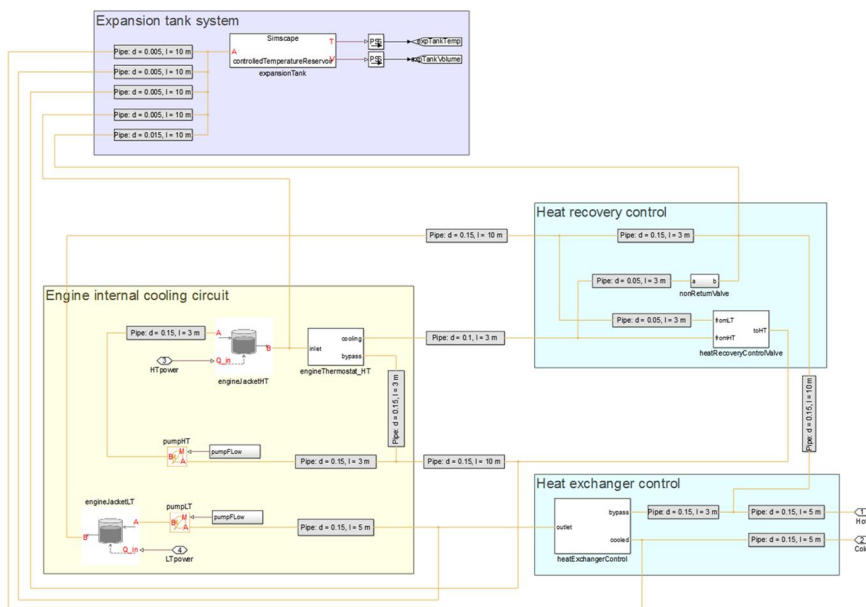 Expansion tank system
Pipe: d = 0.005, l = 10 m
Pipe: d = 0.005, l = 10 m
Pipe: d = 0.005, l = 10 m
Pipe: d = 0.005, l = 10 m
Pipe: d = 0.015, l = 10 m
A
Simscape
T
controlledTemperatureReservoir
V
expansionTank
PS S
expTankTemp
PS S
expTankVolume
Heat recovery control
Pipe: d = 0.15, l = 10 m
Pipe: d = 0.15, l = 3 m
Pipe: d = 0.05, l = 3 m
a
b
nonReturnValve
Pipe: d = 0.05, l = 3 m
fromLT
toHT
fromHT
heatRecoveryControlValve
Engine internal cooling circuit
Pipe: d = 0.15, l = 3 m
A
B
Q_in
engineJacketHT
3
HTpower
inlet
cooling
bypass
engineThermostat_HT
Pipe: d = 0.1, l = 3 m
Pipe: d = 0.15, l = 3 m
Pipe: d = 0.15, l = 10 m
pumpHT
B
M
A
pumpFLow
Pipe: d = 0.15, l = 3 m
Pipe: d = 0.15, l = 10 m
engineJacketLT
A
B
Q_in
4
LTpower
pumpLT
B
M
A
pumpFLow
Pipe: d = 0.15, l = 5 m
Heat exchanger control
outlet
bypass
cooled
heatExchangerControl
Pipe: d = 0.15, l = 3 m
Pipe: d = 0.15, l = 5 m
1
Hot
Pipe: d = 0.15, l = 5 m
2
Cold